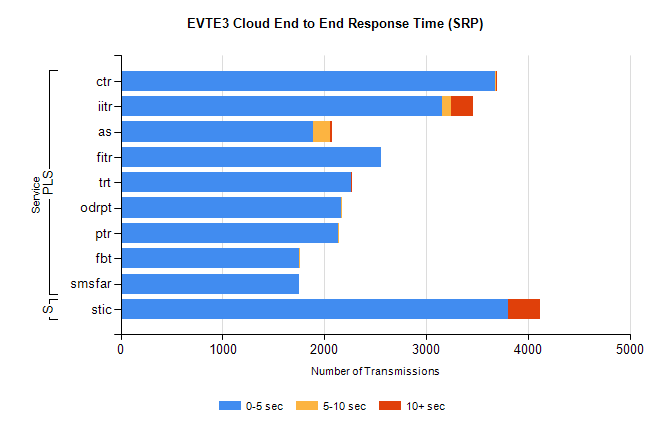 EVTE3 Cloud End to End Response Time (SRP)
Service
PLS
S
ctr
iitr
as
fitr
trt
odrpt
ptr
fbt
smsfar
stic
0 1000 2000 3000 4000 5000
Number of Transmissions
0-5 sec 5-10 sec 10+ sec